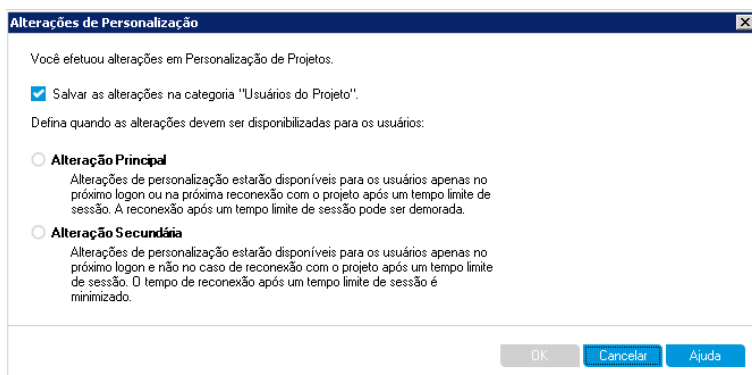 Alterações de Personalização
Você efetuou alterações em Personalização de Projetos.
Salvar as alterações na categoria "Usuários do Projeto".
Defina quando as alterações devem ser disponibilizadas para os usuários:
Alteração Principal
Alterações de personalização estarão disponíveis para os usuários apenas no
próximo logon ou na próxima reconexão com o projeto após um tempo limite de
sessão. A reconexão após um tempo limite de sessão pode ser demorada.
Alteração Secundária
Alterações de personalização estarão disponíveis para os usuários apenas no
próximo logon e não no caso de reconexão com o projeto após um tempo limite
de sessão. O tempo de reconexão após um tempo limite de sessão é
minimizado.
OK Cancelar Ajuda